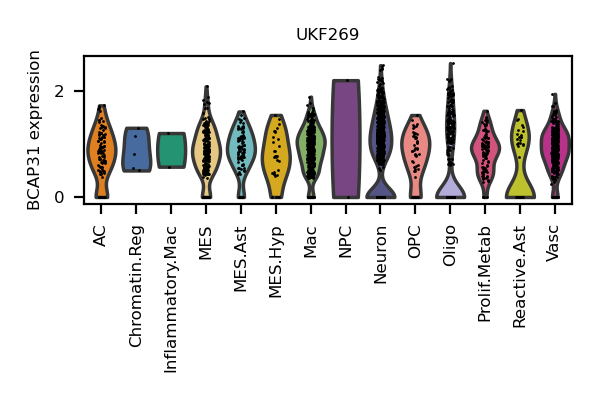 UKF269
BCAP31 expression
2
0
AC
Chromatin.Reg
Inflammatory.Mac
MES
MES.Ast
MES.Hyp
Mac
NPC
Neuron
OPC
Oligo
Prolif.Metab
Reactive.Ast
Vasc